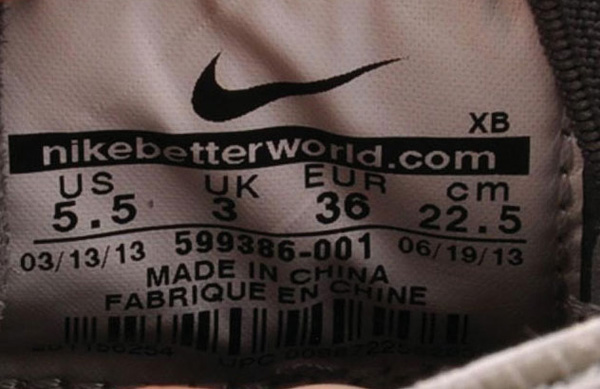 XB
nikebetterworld.com
US UK EUR cm
5.5 3 36 22.5
03/13/13 599386-001 06/19/13
MADE IN CHINA
FABRIQUE EN CHINE
UPC